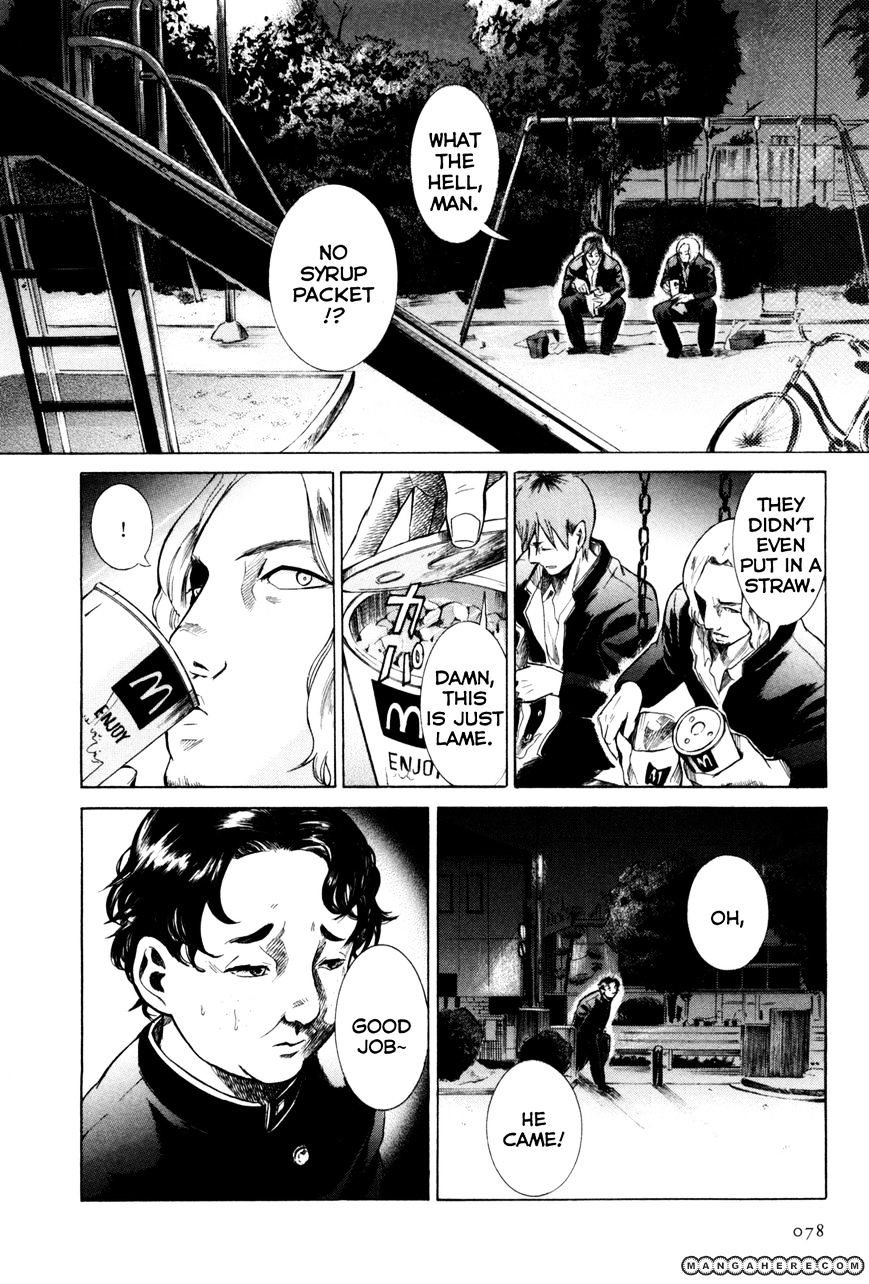 WHAT
THE
HELL,
MAN.
NO
SYRUP
PACKET
!?
THEY
DIDN'T
EVEN
PUT IN A
STRAW.
カパ
DAMN,
THIS
IS JUST
LAME.
ENJOY
!
ENJOY
OH,
HE
CAME!
GOOD
JOB~
078
MANGAHERE.COM